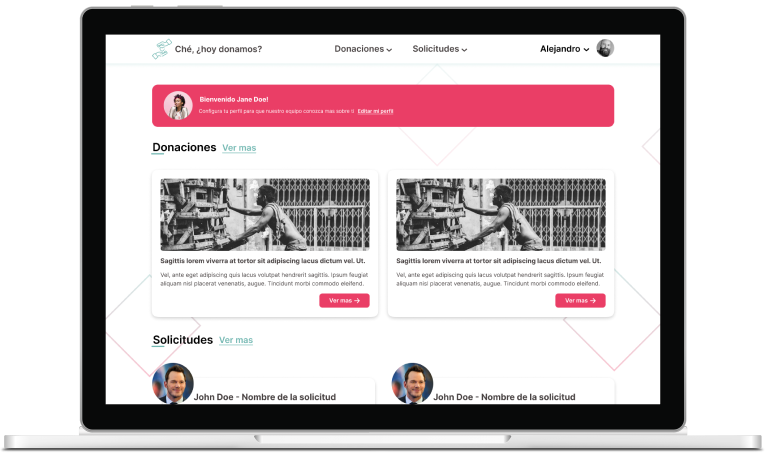 Ché, ¿hoy donamos?
Donaciones
Solicitudes
Alejandro
Bienvenido Jane Doe!
Configura tu perfil para que nuestro equipo conozca mas sobre ti Editar mi perfil
Donaciones Ver mas
Sagittis lorem viverra at tortor sit adipiscing lacus dictum vel. Ut.
Vel, ante eget adipiscing quis lacus volutpat hendrerit sagittis. Ipsum feugiat
aliquam nisl placerat venenatis, augue. Tincidunt morbi commodo eleifend.
Ver mas →
Sagittis lorem viverra at tortor sit adipiscing lacus dictum vel. Ut.
Vel, ante eget adipiscing quis lacus volutpat hendrerit sagittis. Ipsum feugiat
aliquam nisl placerat venenatis, augue. Tincidunt morbi commodo eleifend.
Ver mas →
Solicitudes Ver mas
John Doe - Nombre de la solicitud
John Doe - Nombre de la solicitud